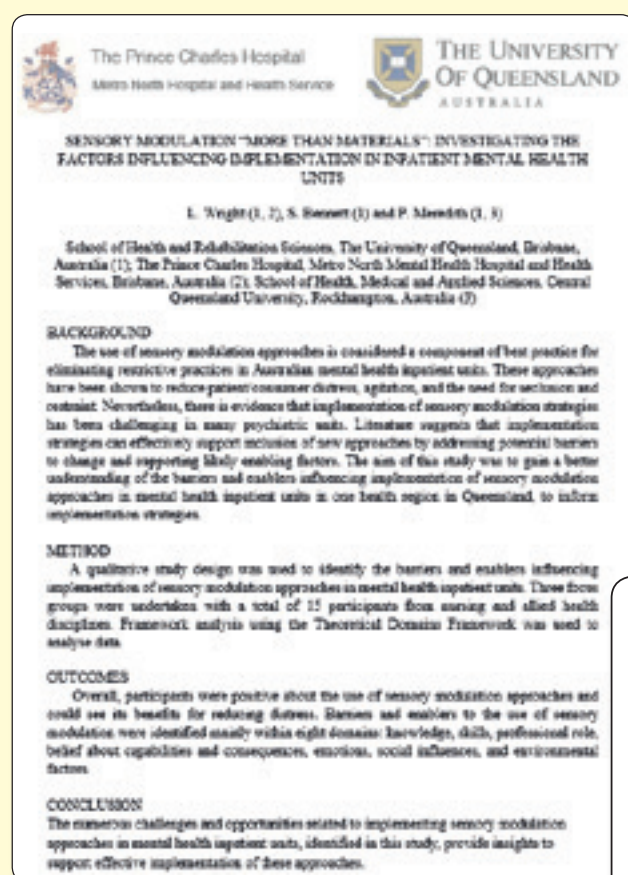 The Prince Charles Hospital
Metro North Hospital and Health Service
THE UNIVERSITY
OF QUEENSLAND
AUSTRALIA
SENSORY MODULATION "MORE THAN MATERIALS": INVESTIGATING THE
FACTORS INFLUENCING IMPLEMENTATION IN INPATIENT MENTAL HEALTH
UNITS
L. Wright (1, 2), S. Bennett (1) and P. Meredith (1, 3)
School of Health and Rehabilitation Sciences, The University of Queensland, Brisbane,
Australia (1); The Prince Charles Hospital, Metro North Mental Health Hospital and Health
Services, Brisbane, Australia (2); School of Health, Medical and Applied Sciences, Central
Queensland University, Rockhampton, Australia (3)
BACKGROUND
The use of sensory modulation approaches is considered a component of best practice for
eliminating restrictive practices in Australian mental health inpatient units. These approaches
have been shown to reduce patient/consumer distress, agitation, and the need for seclusion and
restraint. Nevertheless, there is evidence that implementation of sensory modulation strategies
has been challenging in many psychiatric units. Literature suggests that implementation
strategies can effectively support inclusion of new approaches by addressing potential barriers
to change and supporting likely enabling factors. The aim of this study was to gain a better
understanding of the barriers and enablers influencing implementation of sensory modulation
approaches in mental health inpatient units in one health region in Queensland, to inform
implementation strategies.
METHOD
A qualitative study design was used to identify the barriers and enablers influencing
implementation of sensory modulation approaches in mental health inpatient units. Three focus
groups were undertaken with a total of 15 participants from nursing and allied health
disciplines. Framework analysis using the Theoretical Domains Framework was used to
analyse data.
OUTCOMES
Overall, participants were positive about the use of sensory modulation approaches and
could see its benefits for reducing distress. Barriers and enablers to the use of sensory
modulation were identified mainly within eight domains: knowledge, skills, professional role,
belief about capabilities and consequences, emotions, social influences, and environmental
factors.
CONCLUSION
The numerous challenges and opportunities related to implementing sensory modulation
approaches in mental health inpatient units, identified in this study, provide insights to
support effective implementation of these approaches.